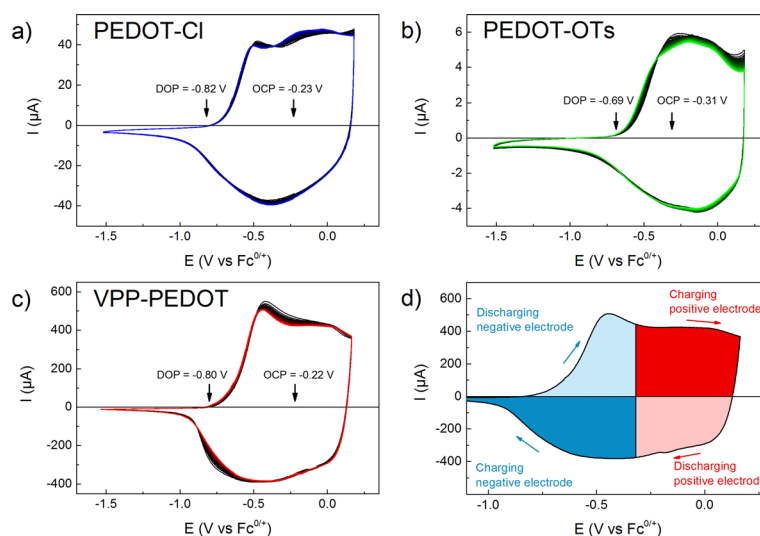 a) PEDOT-Cl
DOP = -0.82 V OCP = -0.23 V
40
20
0
-20
-40
I (µA)
-1.5 -1.0 -0.5 0.0
E (V vs Fc0/+)
b) PEDOT-OTs
DOP = -0.69 V OCP = -0.31 V
6
4
2
0
-2
-4
I (µA)
-1.5 -1.0 -0.5 0.0
E (V vs Fc0/+)
c) VPP-PEDOT
DOP = -0.80 V OCP = -0.22 V
600
400
200
0
-200
-400
I (µA)
-1.5 -1.0 -0.5 0.0
E (V vs Fc0/+)
d)
Discharging
negative electrode
Charging
positive electrode
Charging
negative electrode
Discharging
positive electrode
600
400
200
0
-200
-400
I (µA)
-1.0 -0.5 0.0
E (V vs Fc0/+)